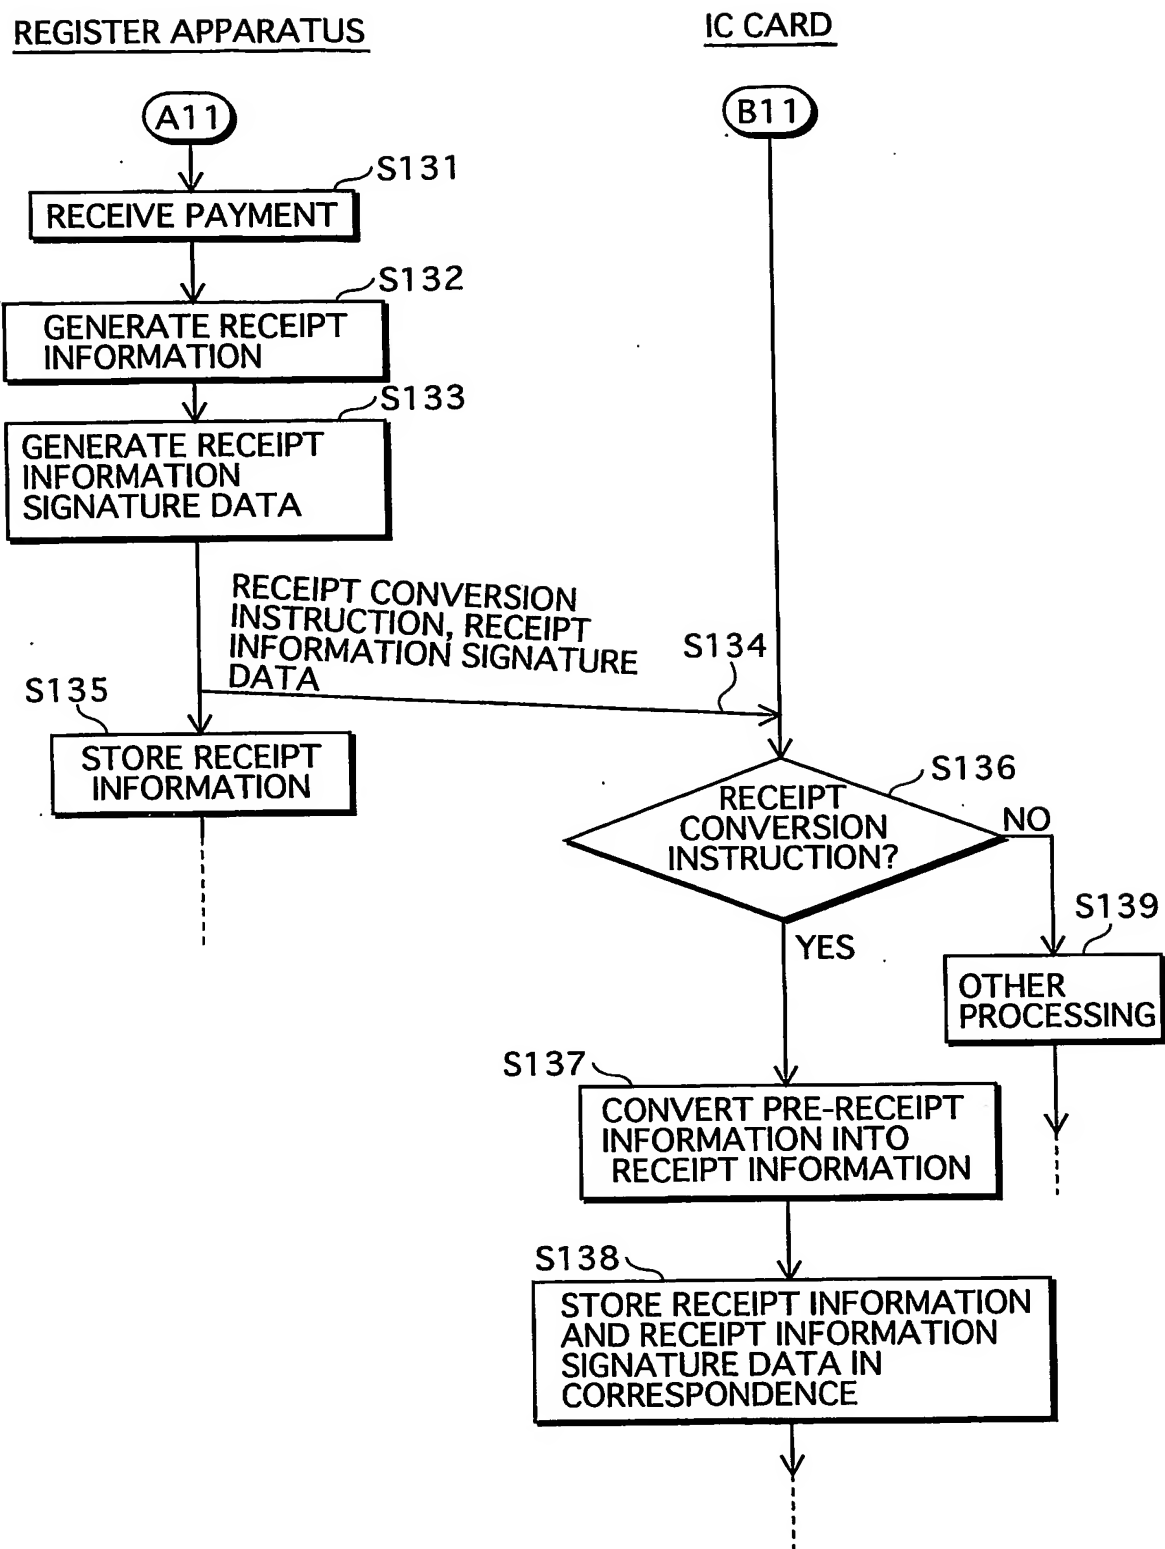 REGISTER APPARATUS
IC CARD
A11
B11
S131
RECEIVE PAYMENT
S132
GENERATE RECEIPT
INFORMATION
S133
GENERATE RECEIPT
INFORMATION
SIGNATURE DATA
RECEIPT CONVERSION
INSTRUCTION, RECEIPT
INFORMATION SIGNATURE
DATA
S134
S135
STORE RECEIPT
INFORMATION
S136
RECEIPT
CONVERSION
INSTRUCTION?
NO
YES
S139
OTHER
PROCESSING
S137
CONVERT PRE-RECEIPT
INFORMATION INTO
RECEIPT INFORMATION
S138
STORE RECEIPT INFORMATION
AND RECEIPT INFORMATION
SIGNATURE DATA IN
CORRESPONDENCE